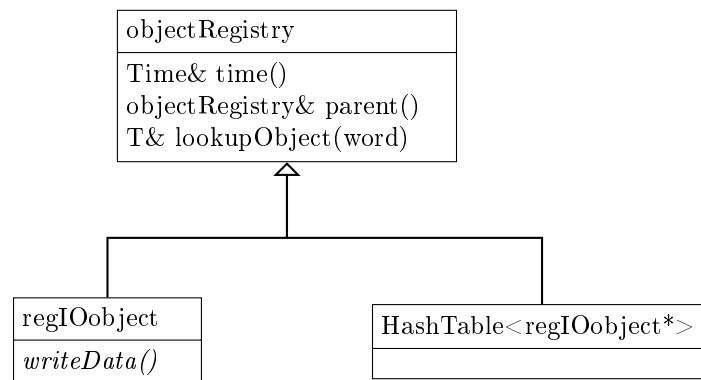 objectRegistry
Time& time()
objectRegistry& parent()
T& lookupObject(word)
regIOobject
writeData()
HashTable<regIOobject*>